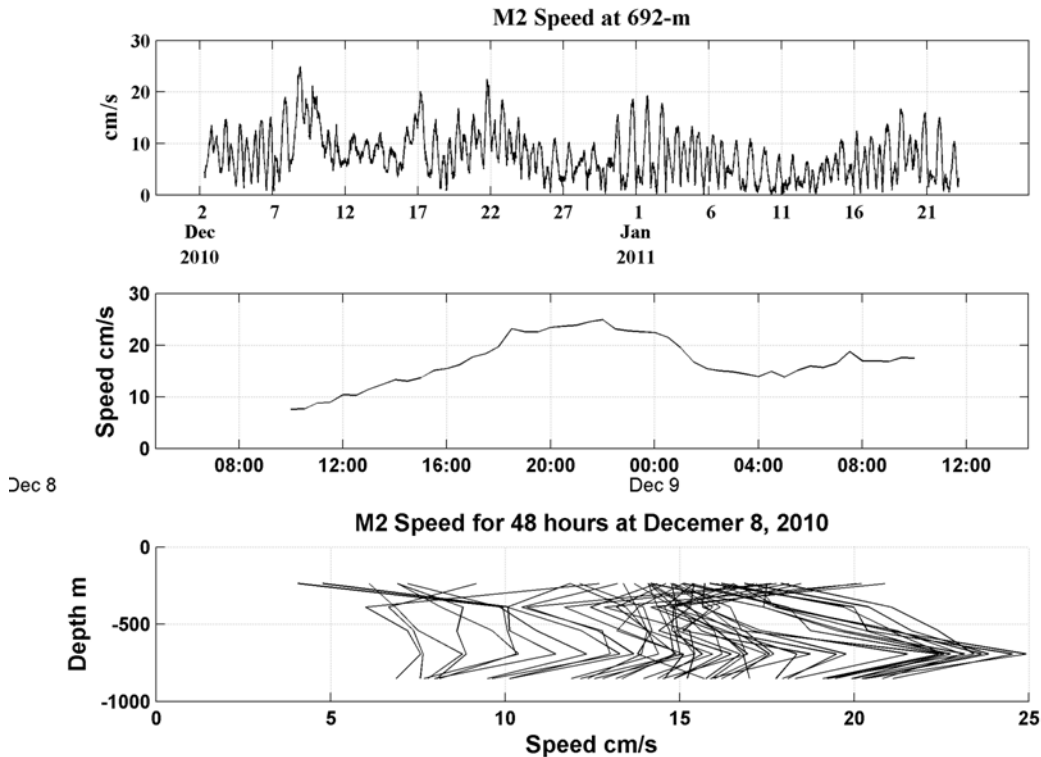 M2 Speed at 692-m
30
20
10
0
cm/s
2 7 12 17 22 27 1 6 11 16 21
Dec Jan
2010 2011
30
20
10
0
Speed cm/s
08:00 12:00 16:00 20:00 00:00 04:00 08:00 12:00
Dec 8 Dec 9
M2 Speed for 48 hours at Decemer 8, 2010
0
-500
-1000
Depth m
0 5 10 15 20 25
Speed cm/s